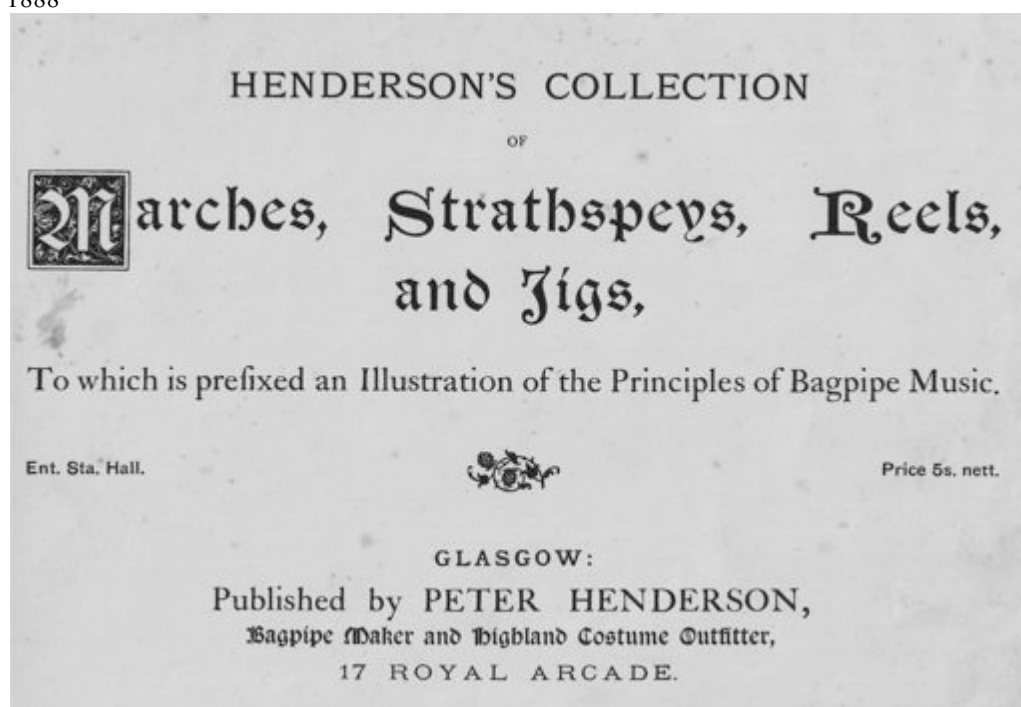 1888
HENDERSON'S COLLECTION
OF
Marches, Strathspeys, Reels,
and Jigs,
To which is prefixed an Illustration of the Principles of Bagpipe Music.
Ent. Sta. Hall.
Price 5s. nett.
GLASGOW:
Published by PETER HENDERSON,
Bagpipe Maker and Highland Costume Outfitter,
17 ROYAL ARCADE.